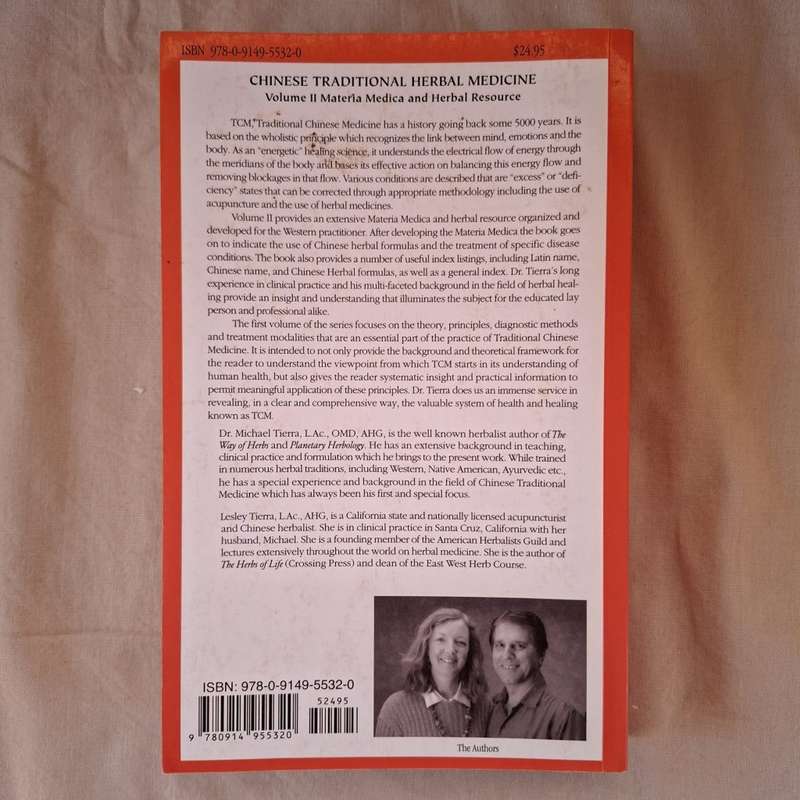 ISBN 978-0-9149-5532-0 $24.95
CHINESE TRADITIONAL HERBAL MEDICINE
Volume II Materia Medica and Herbal Resource
TCM, Traditional Chinese Medicine has a history going back some 5000 years. It is
based on the wholistic principle which recognizes the link between mind, emotions and the
body. As an "energetic" healing science, it understands the electrical flow of energy through
the meridians of the body and bases its effective action on balancing this energy flow and
removing blockages in that flow. Various conditions are described that are "excess" or "defi-
ciency" states that can be corrected through appropriate methodology including the use of
acupuncture and the use of herbal medicines.
Volume II provides an extensive Materia Medica and herbal resource organized and
developed for the Western practitioner. After developing the Materia Medica the book goes
on to indicate the use of Chinese herbal formulas and the treatment of specific disease
conditions. The book also provides a number of useful index listings, including Latin name,
Chinese name, and Chinese Herbal formulas, as well as a general index. Dr. Tierra's long
experience in clinical practice and his multi-faceted background in the field of herbal heal-
ing provide an insight and understanding that illuminates the subject for the educated lay
person and professional alike.
The first volume of the series focuses on the theory, principles, diagnostic methods
and treatment modalities that are an essential part of the practice of Traditional Chinese
Medicine. It is intended to not only provide the background and theoretical framework for
the reader to understand the viewpoint from which TCM starts in its understanding of
human health, but also gives the reader systematic insight and practical information to
permit meaningful application of these principles. Dr. Tierra does us an immense service in
revealing, in a clear and comprehensive way, the valuable system of health and healing
known as TCM.
Dr. Michael Tierra, L.Ac., OMD, AHG, is the well known herbalist author of The
Way of Herbs and Planetary Herbology. He has an extensive background in teaching,
clinical practice and formulation which he brings to the present work. While trained
in numerous herbal traditions, including Western, Native American, Ayurvedic etc.,
he has a special experience and background in the field of Chinese Traditional
Medicine which has always been his first and special focus.
Lesley Tierra, L.Ac., AHG, is a California state and nationally licensed acupuncturist
and Chinese herbalist. She is in clinical practice in Santa Cruz, California with her
husband, Michael. She is a founding member of the American Herbalists Guild and
lectures extensively throughout the world on herbal medicine. She is the author of
The Herbs of Life (Crossing Press) and dean of the East West Herb Course.
ISBN: 978-0-9149-5532-0
52495
9 780914 955320
The Authors